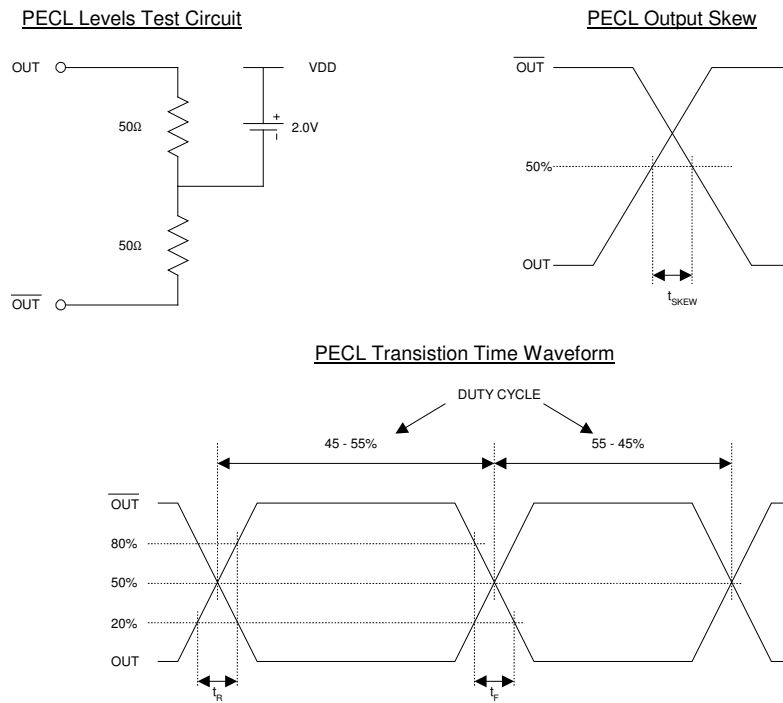 PECL Levels Test Circuit
OUT
VDD
50Ω
+
2.0V
−
50Ω
OUT
PECL Output Skew
OUT
50%
OUT
tSKEW
PECL Transistion Time Waveform
DUTY CYCLE
45 - 55%
55 - 45%
OUT
80%
50%
20%
OUT
tR
tF